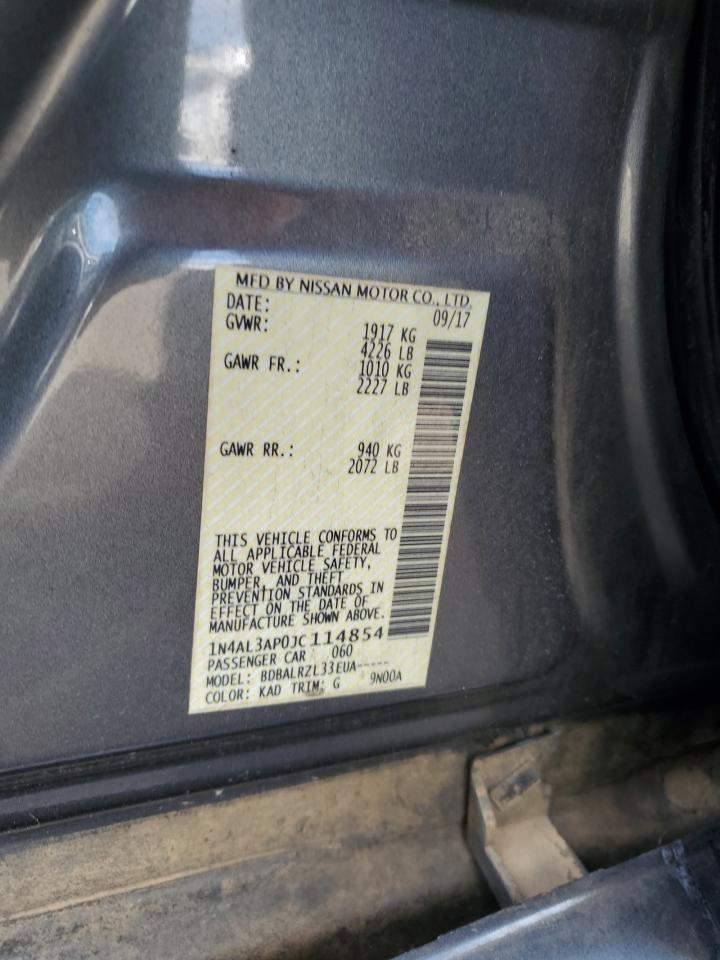 MFD BY NISSAN MOTOR CO., LTD.
DATE: 09/17
GVWR: 1917 KG
4226 LB
GAWR FR.: 1010 KG
2227 LB
GAWR RR.: 940 KG
2072 LB
THIS VEHICLE CONFORMS TO
ALL APPLICABLE FEDERAL
MOTOR VEHICLE SAFETY,
BUMPER, AND THEFT
PREVENTION STANDARDS IN
EFFECT ON THE DATE OF
MANUFACTURE SHOWN ABOVE.
1N4AL3AP0JC114854
PASSENGER CAR 060
MODEL: BDBALRZL33EUA-----
COLOR: KAD TRIM: G 9N00A